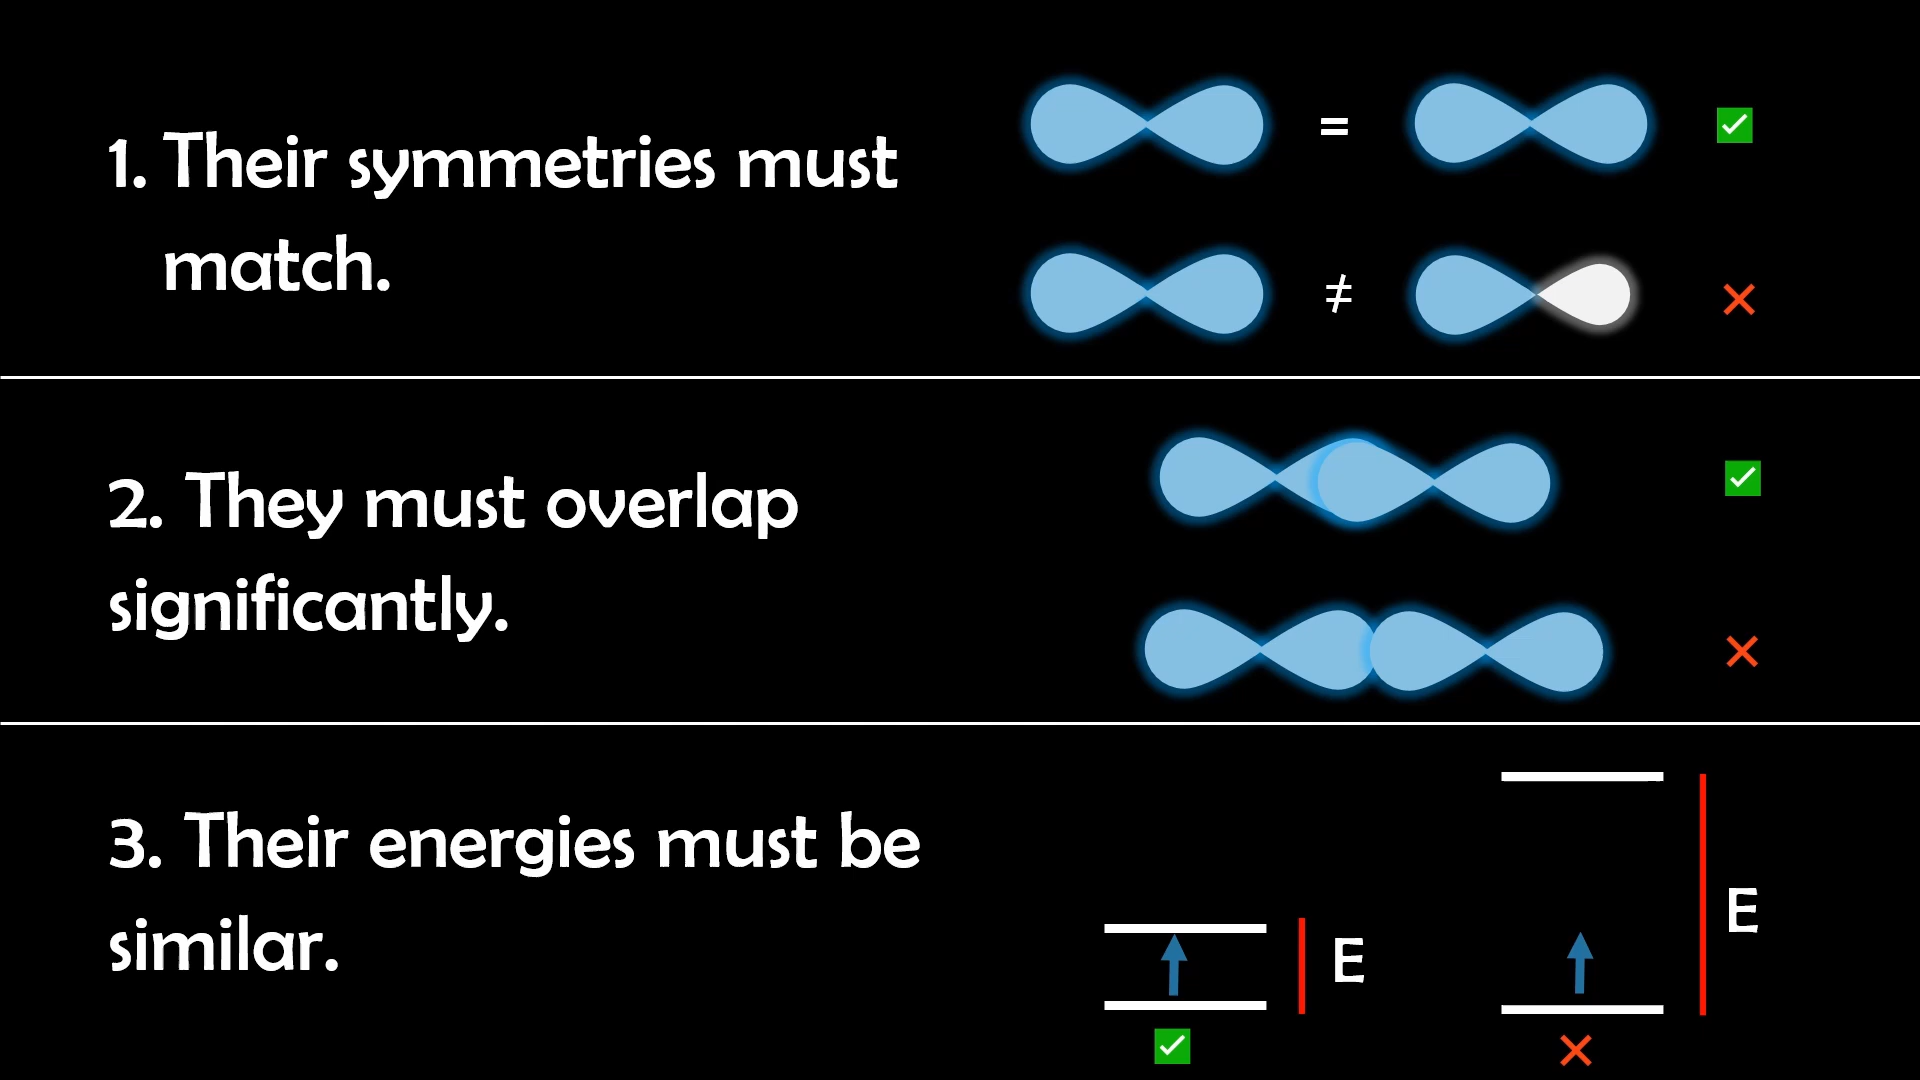 1. Their symmetries must
match.
=
≠
2. They must overlap
significantly.
3. Their energies must be
similar.
E
E